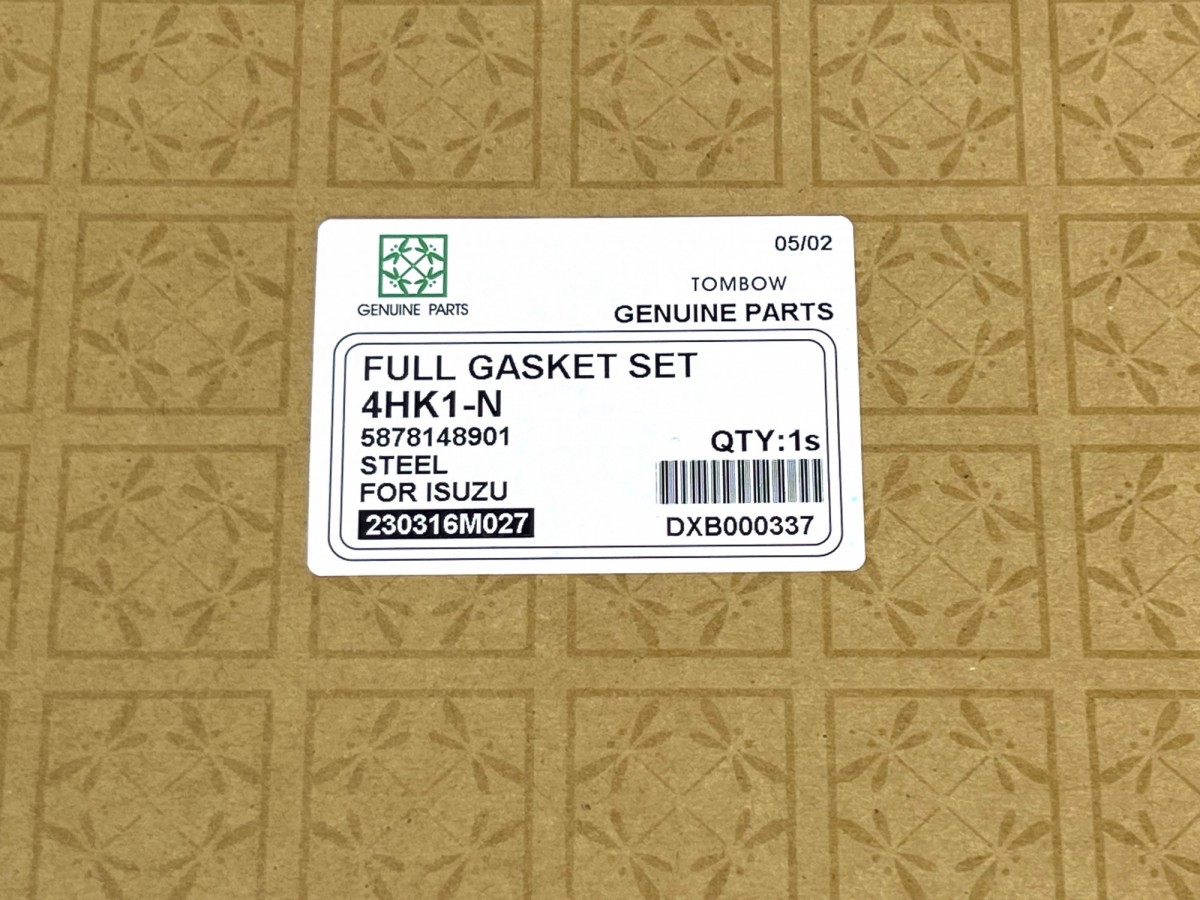 05/02
TOMBOW
GENUINE PARTS
GENUINE PARTS
FULL GASKET SET
4HK1-N
5878148901
QTY:1s
STEEL
FOR ISUZU
230316M027
DXB000337